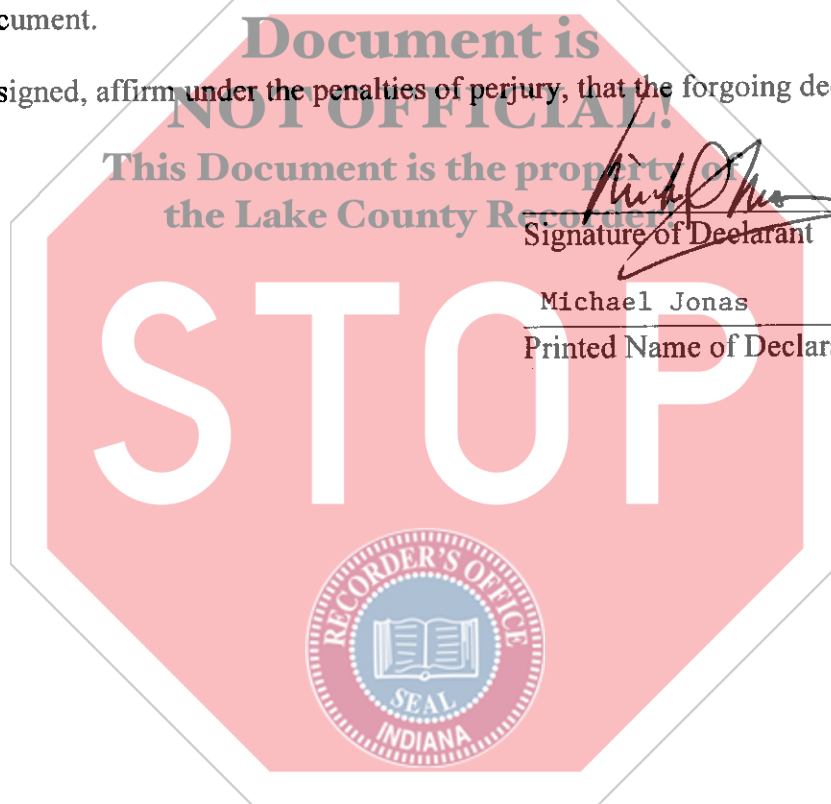 cument.
Document is
signed, affirm under the penalties of perjury, that the forgoing de
NOT OFFICIAL!
This Document is the property of
the Lake County Recorder!
Signature of Declarant
Michael Jonas
Printed Name of Declar
STOP
RECORDER'S OFFICE
SEAL
INDIANA